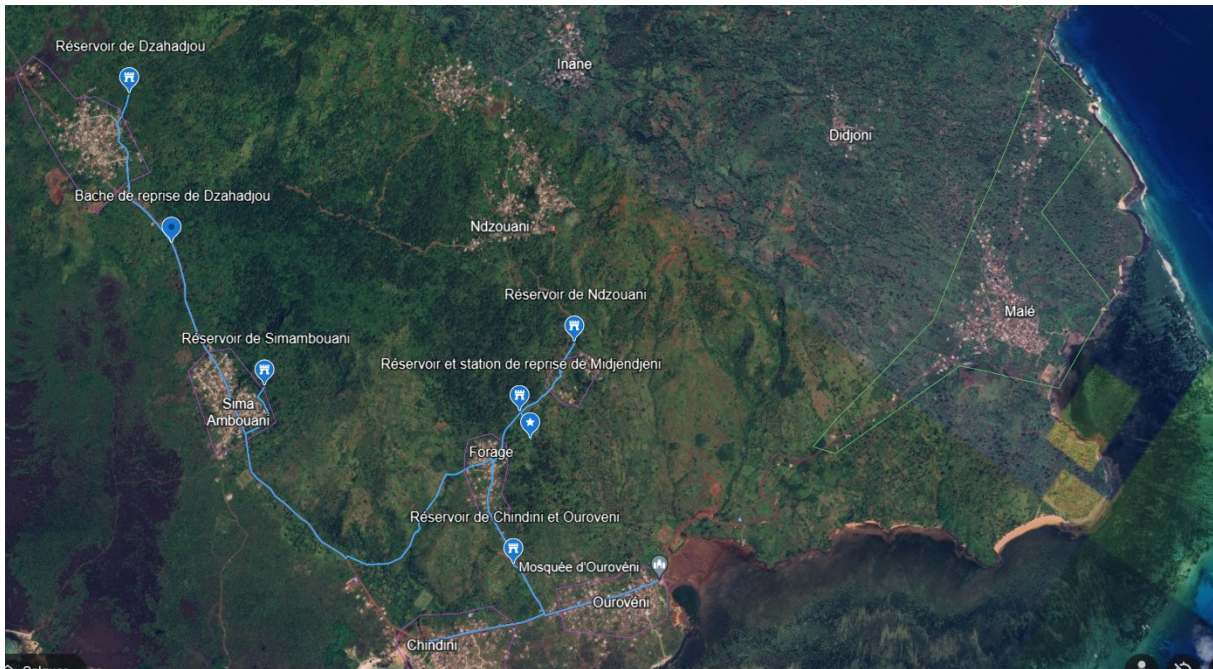 Réservoir de Dzahadjou
Inane
Didjoni
Bache de reprise de Dzahadjou
Ndzouani
Réservoir de Ndzouani
Malé
Réservoir de Simambouani
Réservoir et station de reprise de Midjendjeni
Sima
Ambouani
Forage
Réservoir de Chindini et Ouroveni
Mosquée d'Ourovéni
Ourovéni
Chindini